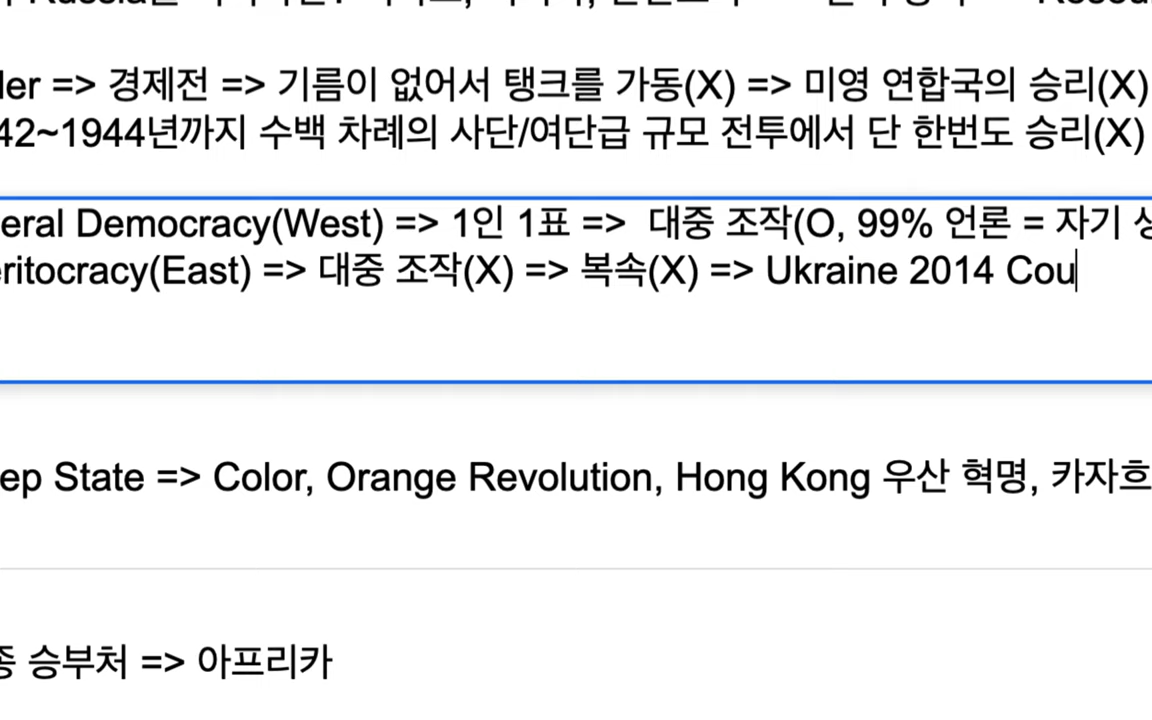 ler => 경제전 => 기름이 없어서 탱크를 가동(X) => 미영 연합국의 승리(X)
42~1944년까지 수백 차례의 사단/여단급 규모 전투에서 단 한번도 승리(X)
eral Democracy(West) => 1인 1표 => 대중 조작(O, 99% 언론 = 자기
eritocracy(East) => 대중 조작(X) => 복속(X) => Ukraine 2014 Cou
ep State => Color, Orange Revolution, Hong Kong 우산 혁명, 카자흐
승부처 => 아프리카